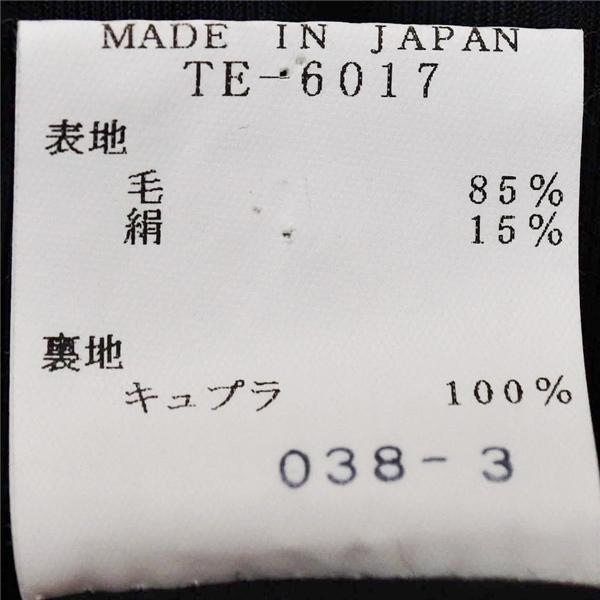 MADE IN JAPAN
TE-6017
表地
毛 85%
絹 15%
裏地
キュプラ 100%
038-3